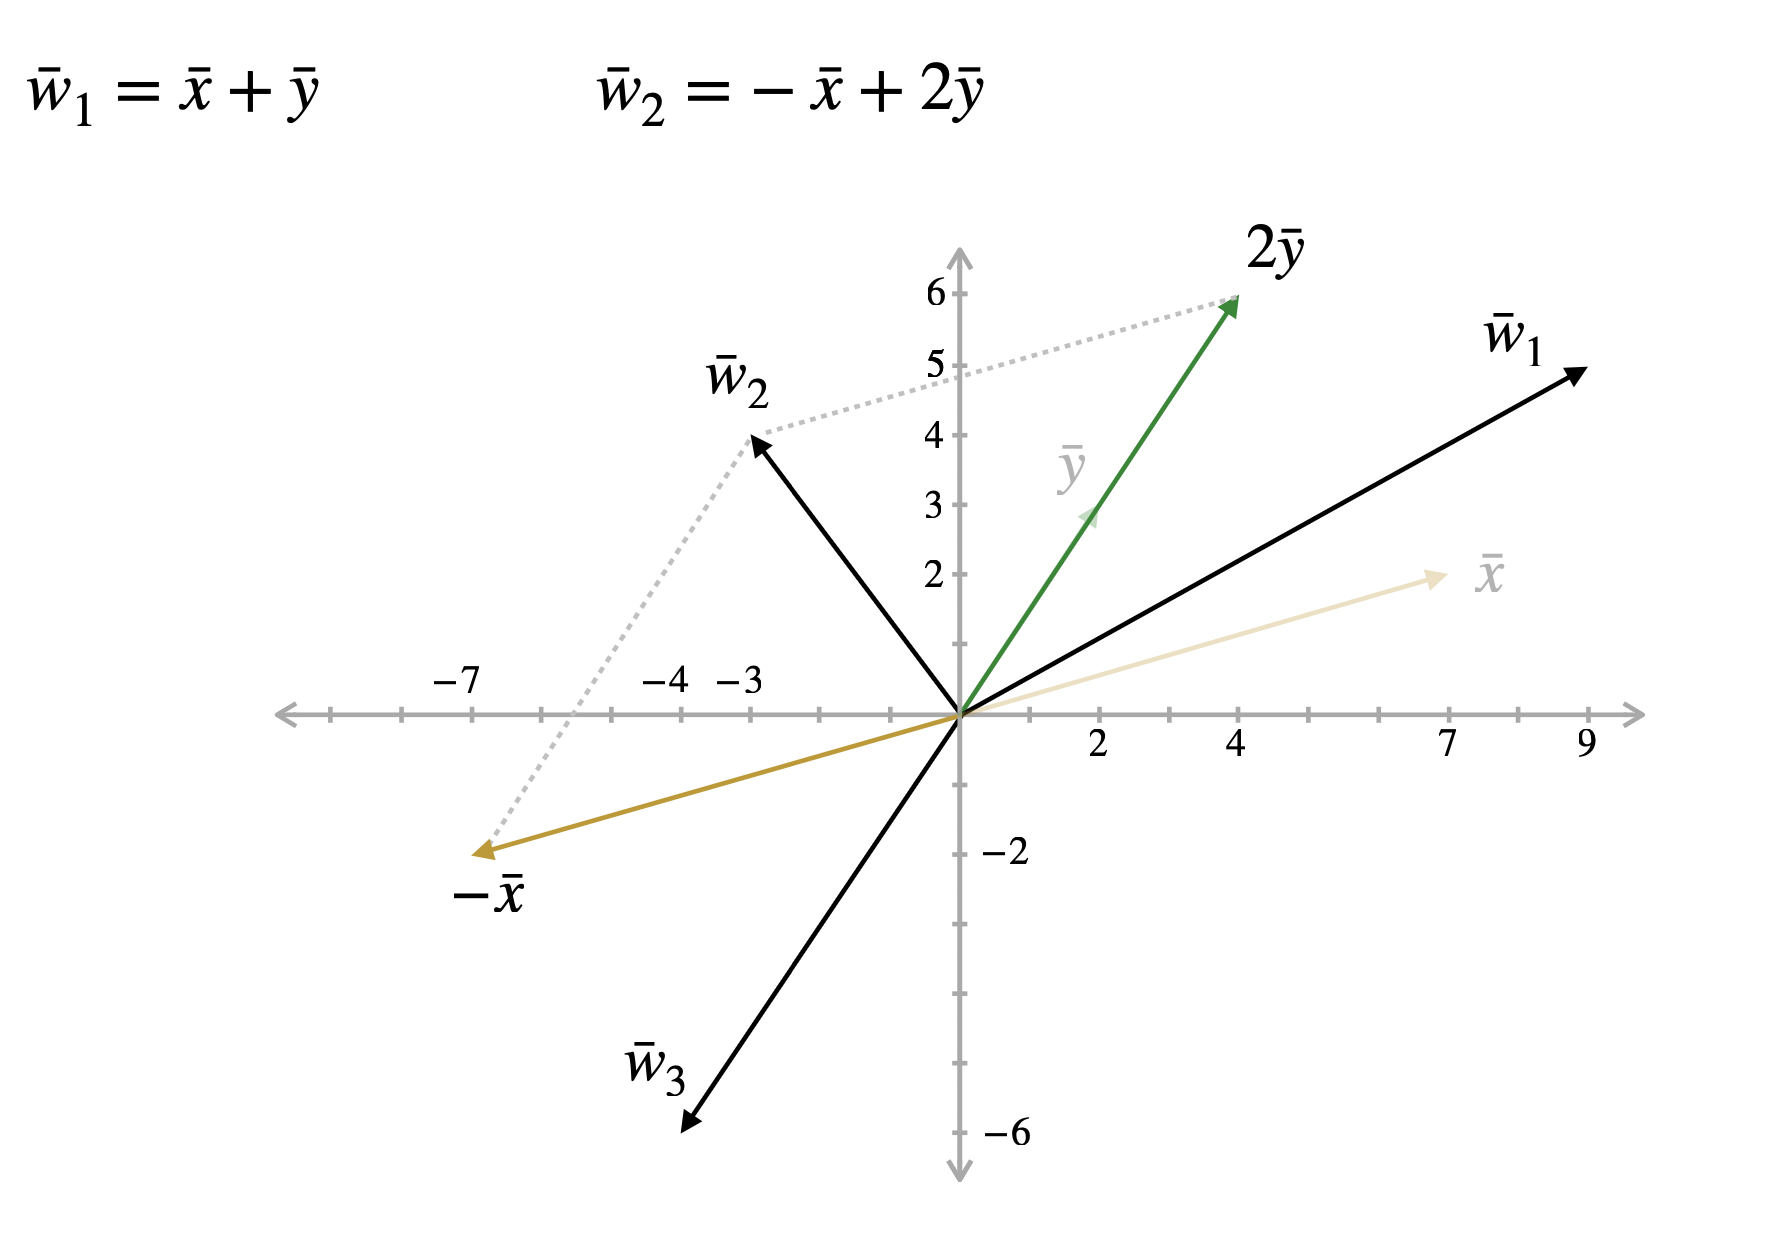 w̄₁ = x̄ + ȳ
w̄₂ = − x̄ + 2ȳ
2ȳ
6
w̄₁
5
w̄₂
4
ȳ
3
2
x̄
−7
−4
−3
2
4
7
9
−2
−x̄
w̄₃
−6